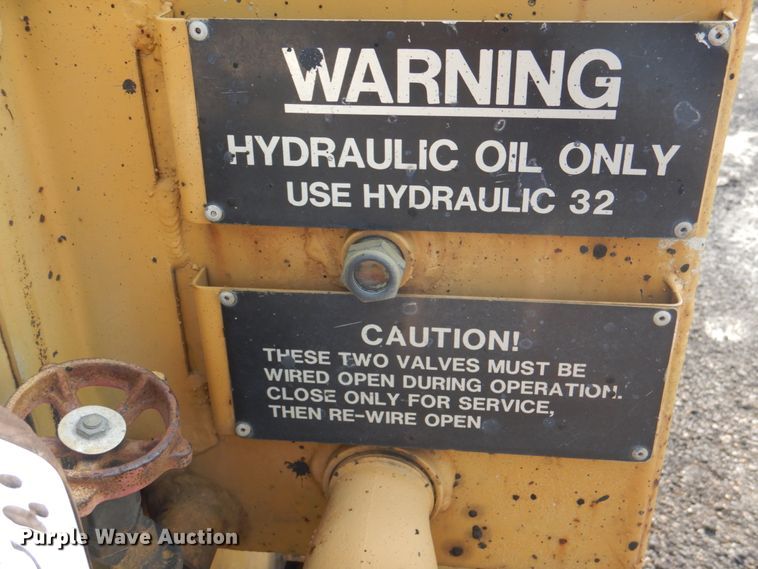 WARNING
HYDRAULIC OIL ONLY
USE HYDRAULIC 32
CAUTION!
THESE TWO VALVES MUST BE
WIRED OPEN DURING OPERATION.
CLOSE ONLY FOR SERVICE,
THEN RE-WIRE OPEN
Purple Wave Auction